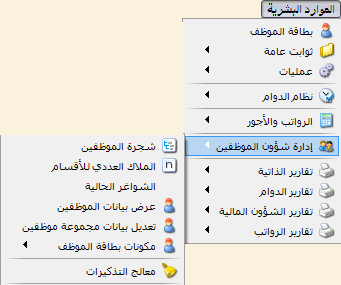 الموارد البشرية
بطاقة الموظف
ثوابت عامة
عمليات
نظام الدوام
الرواتب والأجور
إدارة شؤون الموظفين
تقارير الذاتية
تقارير الدوام
تقارير الشؤون المالية
تقارير الرواتب
شجرة الموظفين
الملاك العددي للأقسام
الشواغر الحالية
عرض بيانات الموظفين
تعديل بيانات مجموعة موظفين
مكونات بطاقة الموظف
معالج التذكيرات